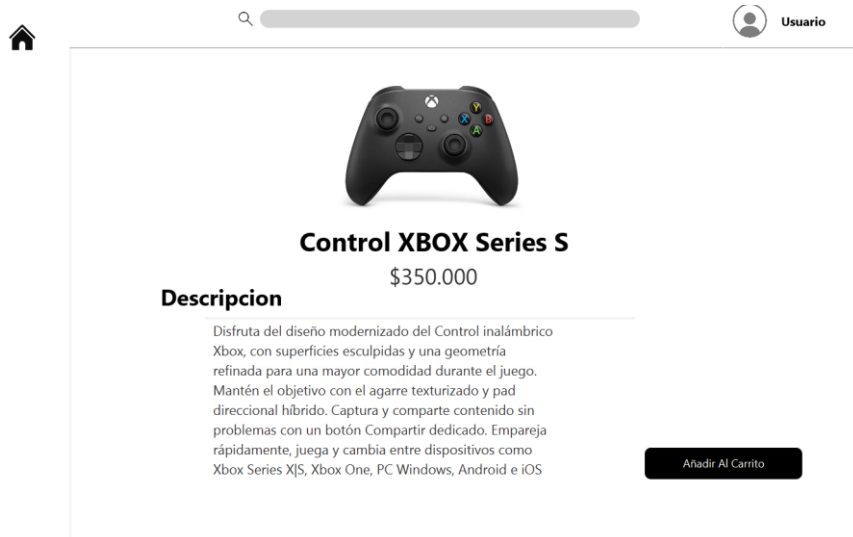 Usuario
Y
X
B
A
Control XBOX Series S
$350.000
Descripcion
Disfruta del diseño modernizado del Control inalámbrico
Xbox, con superficies esculpidas y una geometría
refinada para una mayor comodidad durante el juego.
Mantén el objetivo con el agarre texturizado y pad
direccional híbrido. Captura y comparte contenido sin
problemas con un botón Compartir dedicado. Empareja
rápidamente, juega y cambia entre dispositivos como
Xbox Series X|S, Xbox One, PC Windows, Android e iOS
Añadir Al Carrito